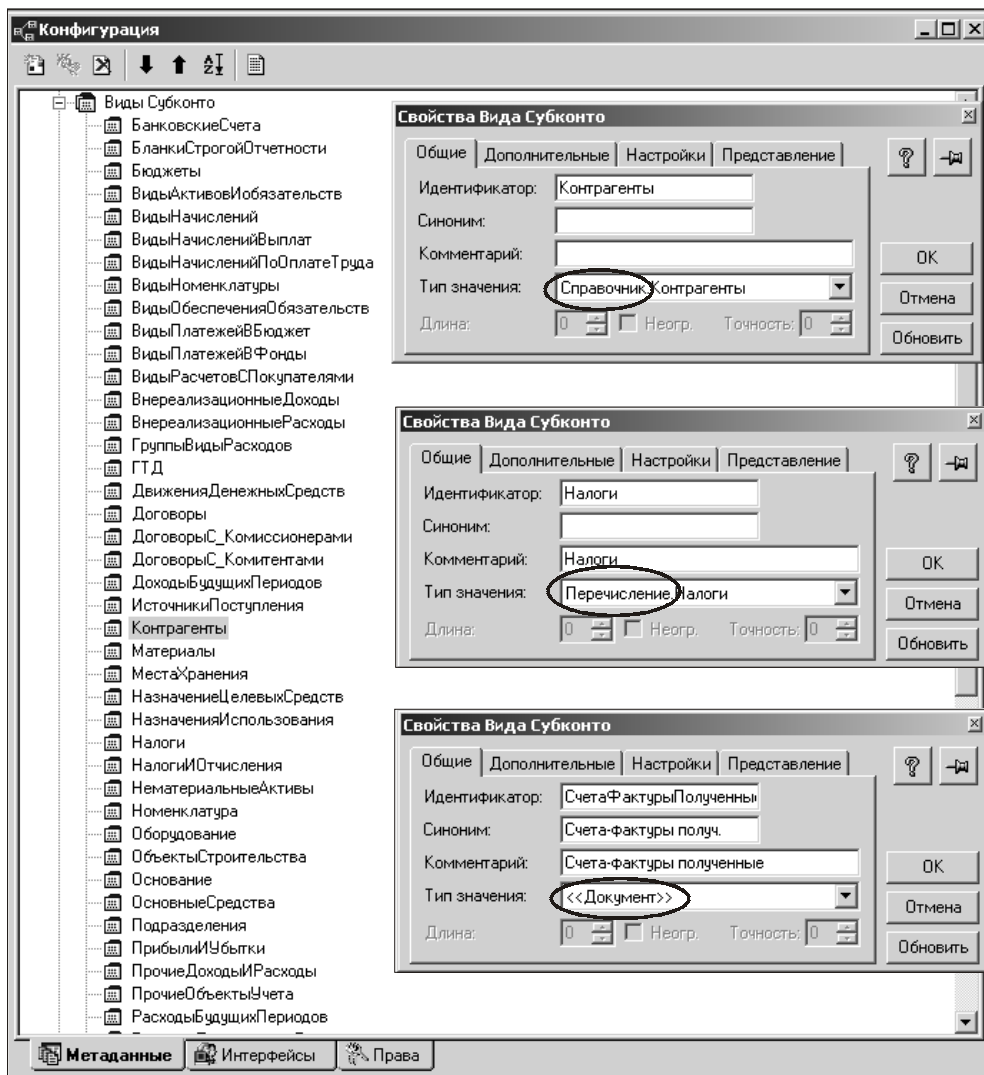 Конфигурация
Виды Субконто
БанковскиеСчета
БланкиСтрогойОтчетности
Бюджеты
ВидыАктивовИобязательств
ВидыНачислений
ВидыНачисленийВыплат
ВидыНачисленийПоОплатеТруда
ВидыНоменклатуры
ВидыОбеспеченияОбязательств
ВидыПлатежейВБюджет
ВидыПлатежейВФонды
ВидыРасчетовСПокупателями
ВнереализационныеДоходы
ВнереализационныеРасходы
ГруппыВидыРасходов
ГТД
ДвиженияДенежныхСредств
Договоры
ДоговорыС_Комиссионерами
ДоговорыС_Комитентами
ДоходыБудущихПериодов
ИсточникиПоступления
Контрагенты
Материалы
МестаХранения
НазначениеЦелевыхСредств
НазначенияИспользования
Налоги
НалогиИОтчисления
НематериальныеАктивы
Номенклатура
Оборудование
ОбъектыСтроительства
Основание
ОсновныеСредства
Подразделения
ПрибылиИУбытки
ПрочиеДоходыИРасходы
ПрочиеОбъектыУчета
РасходыБудущихПериодов
Свойства Вида Субконто
Общие Дополнительные Настройки Представление
Идентификатор: Контрагенты
Синоним:
Комментарий:
Тип значения: Справочник.Контрагенты
Длина: 0 Неогр. Точность: 0
OK
Отмена
Обновить
Свойства Вида Субконто
Общие Дополнительные Настройки Представление
Идентификатор: Налоги
Синоним:
Комментарий: Налоги
Тип значения: Перечисление.Налоги
Длина: 0 Неогр. Точность: 0
OK
Отмена
Обновить
Свойства Вида Субконто
Общие Дополнительные Настройки Представление
Идентификатор: СчетаФактурыПолученны
Синоним: Счета-фактуры получ.
Комментарий: Счета-фактуры полученные
Тип значения: <<Документ>>
Длина: 0 Неогр. Точность: 0
OK
Отмена
Обновить
Метаданные Интерфейсы Права